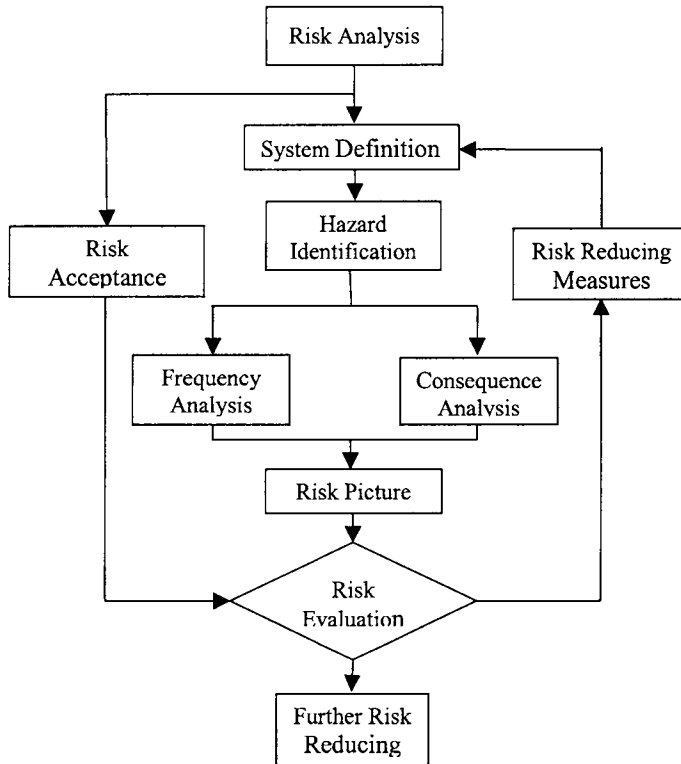 Risk Analysis
System Definition
Hazard
Identification
Risk
Acceptance
Risk Reducing
Measures
Frequency
Analysis
Consequence
Analysis
Risk Picture
Risk
Evaluation
Further Risk
Reducing